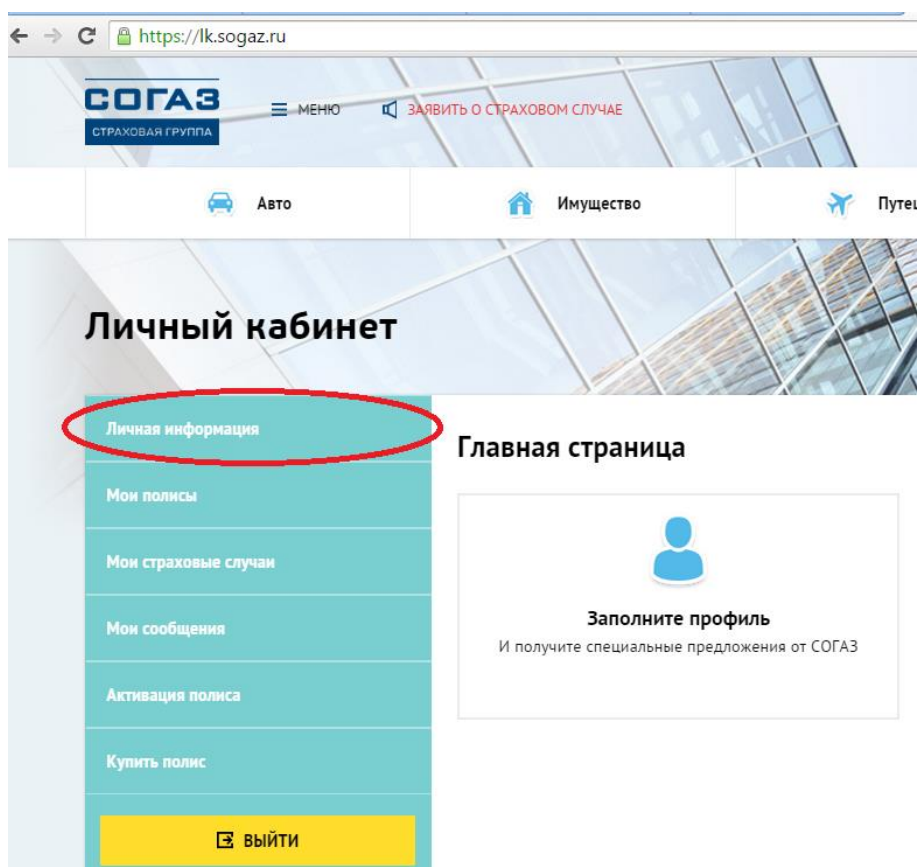 https://lk.sogaz.ru
СОГАЗ
СТРАХОВАЯ ГРУППА
МЕНЮ
ЗАЯВИТЬ О СТРАХОВОМ СЛУЧАЕ
Авто
Имущество
Путеш
Личный кабинет
Личная информация
Мои полисы
Мои страховые случаи
Мои сообщения
Активация полиса
Купить полис
ВЫЙТИ
Главная страница
Заполните профиль
И получите специальные предложения от СОГАЗ